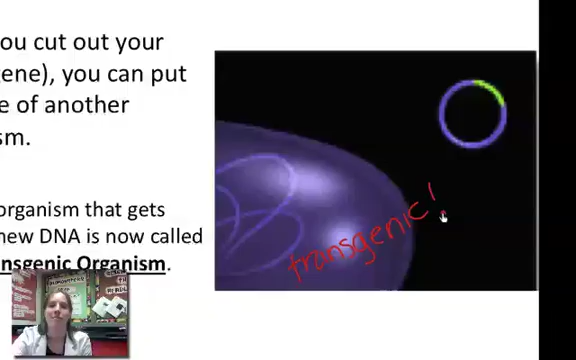 ou cut out your
gene), you can put
e of another
sm.
organism that gets
new DNA is now called
nsgenic Organism.
transgenic!